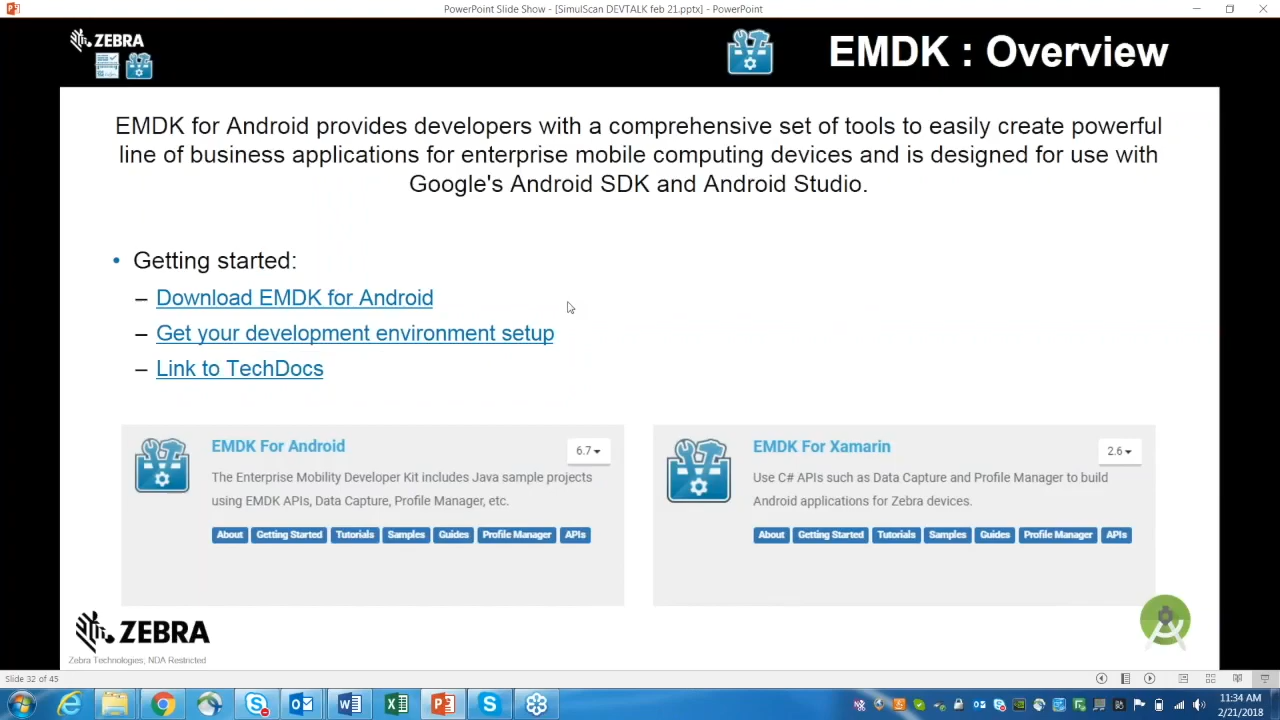 PowerPoint Slide Show - [SimulScan DEVTALK feb 21.pptx] - PowerPoint
ZEBRA
EMDK : Overview
EMDK for Android provides developers with a comprehensive set of tools to easily create powerful
line of business applications for enterprise mobile computing devices and is designed for use with
Google's Android SDK and Android Studio.
• Getting started:
– Download EMDK for Android
– Get your development environment setup
– Link to TechDocs
EMDK For Android
6.7
The Enterprise Mobility Developer Kit includes Java sample projects
using EMDK APIs, Data Capture, Profile Manager, etc.
About Getting Started Tutorials Samples Guides Profile Manager APIs
EMDK For Xamarin
2.6
Use C# APIs such as Data Capture and Profile Manager to build
Android applications for Zebra devices.
About Getting Started Tutorials Samples Guides Profile Manager APIs
ZEBRA
Zebra Technologies, NDA Restricted
Slide 32 of 45
11:34 AM
2/21/2018